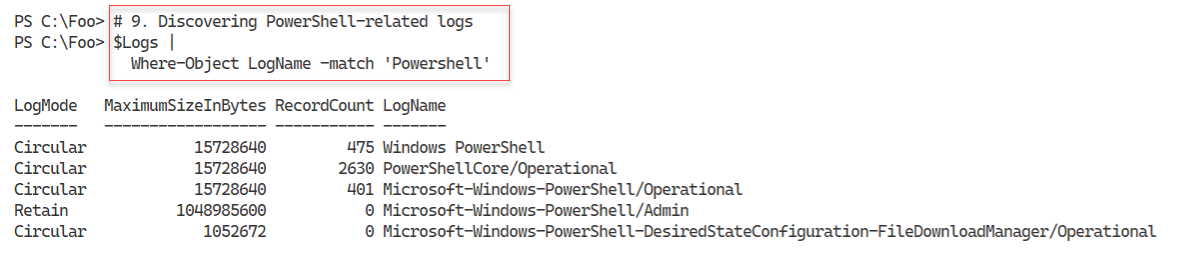 PS C:\Foo> # 9. Discovering PowerShell-related logs
PS C:\Foo> $Logs |
             Where-Object LogName -match 'Powershell'

LogMode   MaximumSizeInBytes RecordCount LogName
-------   ------------------ ----------- -------
Circular            15728640         475 Windows PowerShell
Circular            15728640        2630 PowerShellCore/Operational
Circular            15728640         401 Microsoft-Windows-PowerShell/Operational
Retain            1048985600           0 Microsoft-Windows-PowerShell/Admin
Circular             1052672           0 Microsoft-Windows-PowerShell-DesiredStateConfiguration-FileDownloadManager/Operational